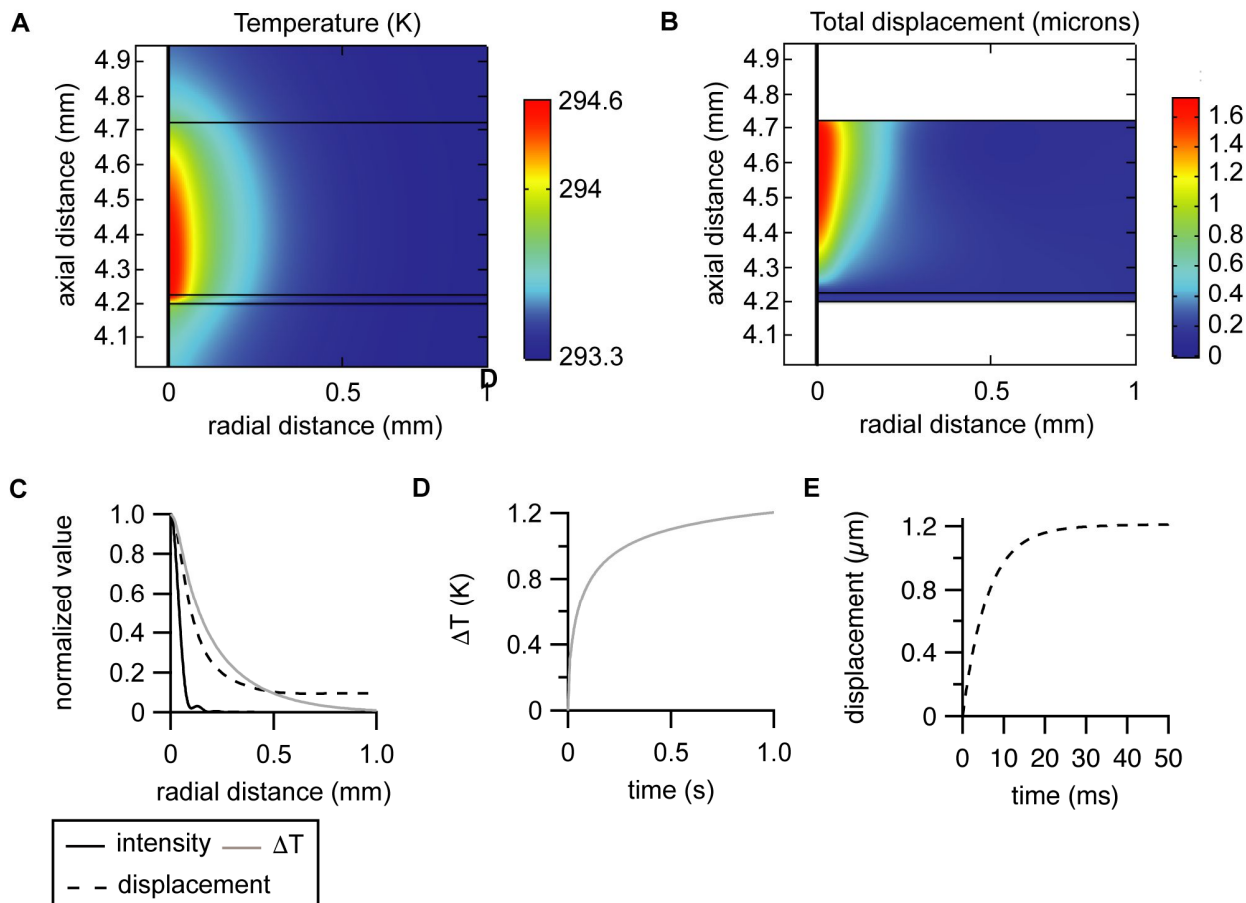 A
Temperature (K)
axial distance (mm)
4.9
4.8
4.7
4.6
4.5
4.4
4.3
4.2
4.1
0
0.5
1
D
radial distance (mm)
294.6
294
293.3
B
Total displacement (microns)
axial distance (mm)
4.9
4.8
4.7
4.6
4.5
4.4
4.3
4.2
4.1
0
0.5
1
radial distance (mm)
1.6
1.4
1.2
1
0.8
0.6
0.4
0.2
0
C
normalized value
1.0
0.8
0.6
0.4
0.2
0
0
0.5
1.0
radial distance (mm)
intensity
ΔT
displacement
D
ΔT (K)
1.2
0.8
0.4
0
0
0.5
1.0
time (s)
E
displacement (µm)
1.2
0.8
0.4
0
0
10
20
30
40
50
time (ms)